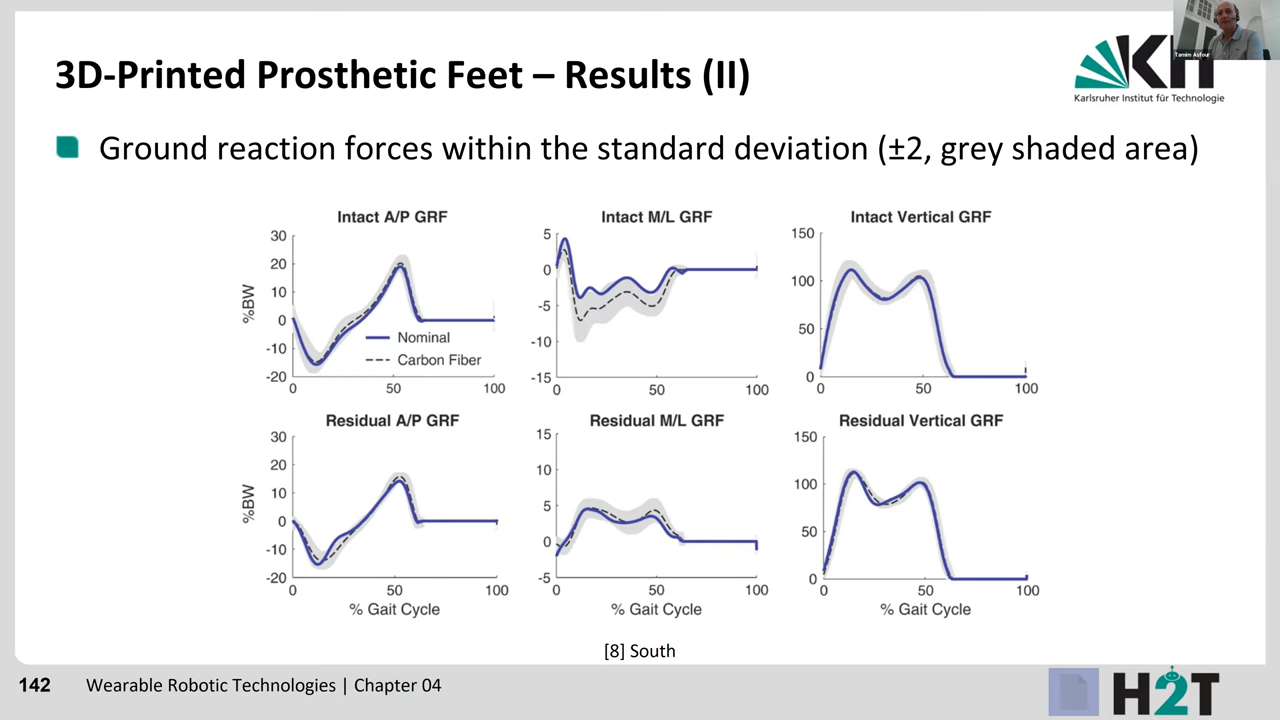 3D-Printed Prosthetic Feet – Results (II)
Tamim Asfour
KIT
Karlsruher Institut für Technologie
Ground reaction forces within the standard deviation (±2, grey shaded area)
Intact A/P GRF
30
20
10
0
-10
-20
%BW
Nominal
Carbon Fiber
0 50 100
Intact M/L GRF
5
0
-5
-10
-15
0 50 100
Intact Vertical GRF
150
100
50
0
0 50 100
Residual A/P GRF
30
20
10
0
-10
-20
%BW
0 50 100
% Gait Cycle
Residual M/L GRF
15
10
5
0
-5
0 50 100
% Gait Cycle
Residual Vertical GRF
150
100
50
0
0 50 100
% Gait Cycle
[8] South
142 Wearable Robotic Technologies | Chapter 04
H2T